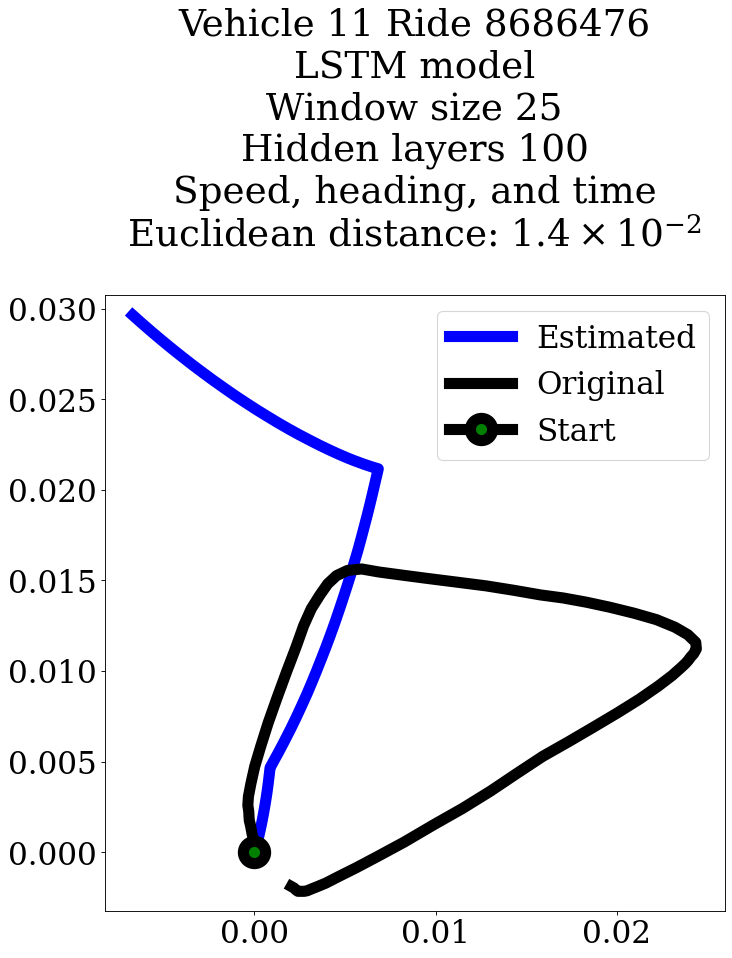 Vehicle 11 Ride 8686476
LSTM model
Window size 25
Hidden layers 100
Speed, heading, and time
Euclidean distance: 1.4 × 10⁻²
0.030
0.025
0.020
0.015
0.010
0.005
0.000
Estimated
Original
Start
0.00 0.01 0.02